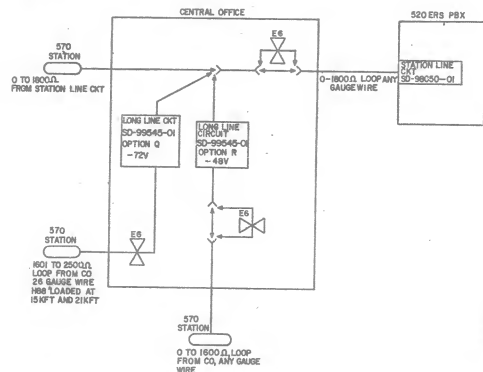 CENTRAL OFFICE
520 ERS PBX
E6
570
STATION
0 TO 1800Ω
FROM STATION LINE CKT
0-1800Ω LOOP ANY
GAUGE WIRE
STATION LINE
CKT
SD-98050-01
LONG LINE CKT
SD-99545-01
OPTION Q
-72V
LONG LINE
CIRCUIT
SD-99545-01
OPTION R
-48V
E6
E6
570
STATION
1601 TO 2500Ω
LOOP FROM CO
26 GAUGE WIRE
H88 LOADED AT
15KFT AND 21KFT
570
STATION
0 TO 1600Ω, LOOP
FROM CO, ANY GAUGE
WIRE